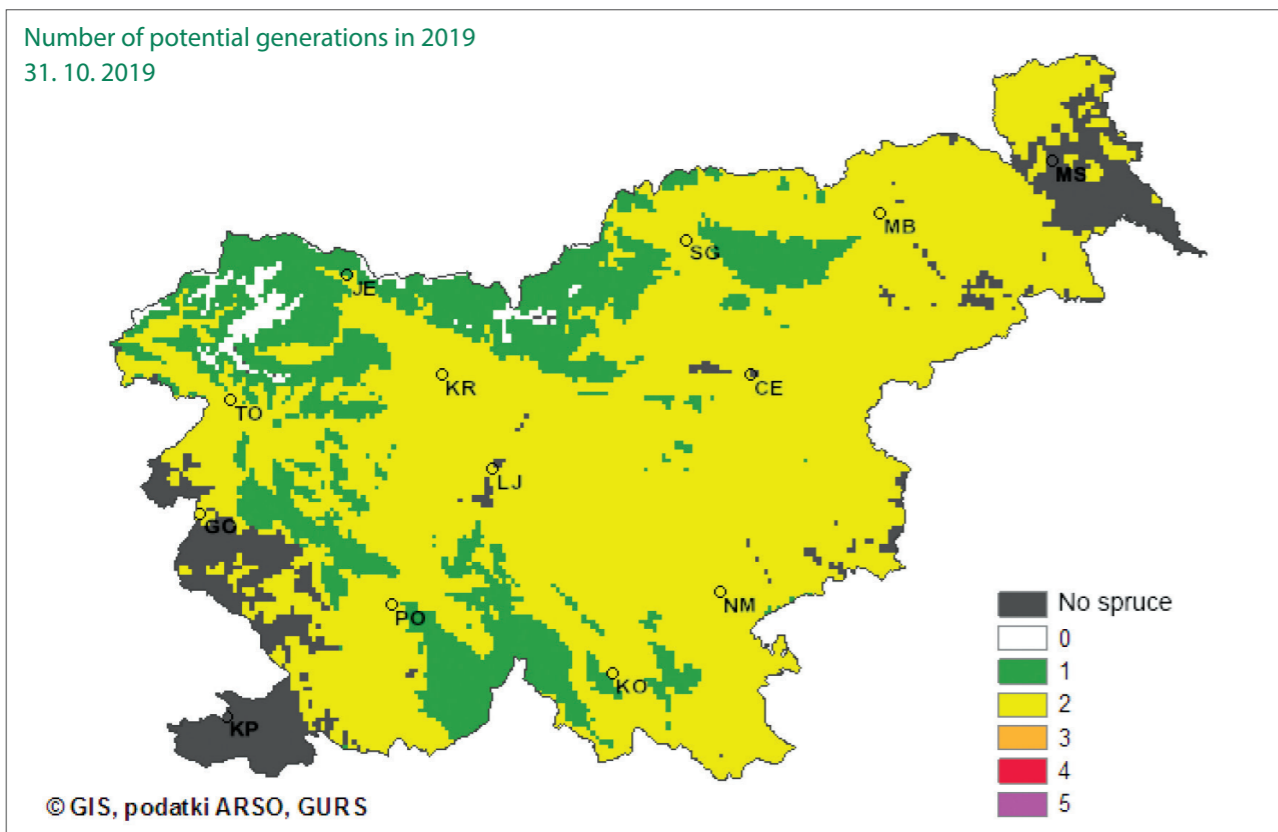 Number of potential generations in 2019
31. 10. 2019
MS
MB
SG
JE
KR
CE
TO
LJ
GO
NM
PO
KO
KP
No spruce
0
1
2
3
4
5
© GIS, podatki ARSO, GURS